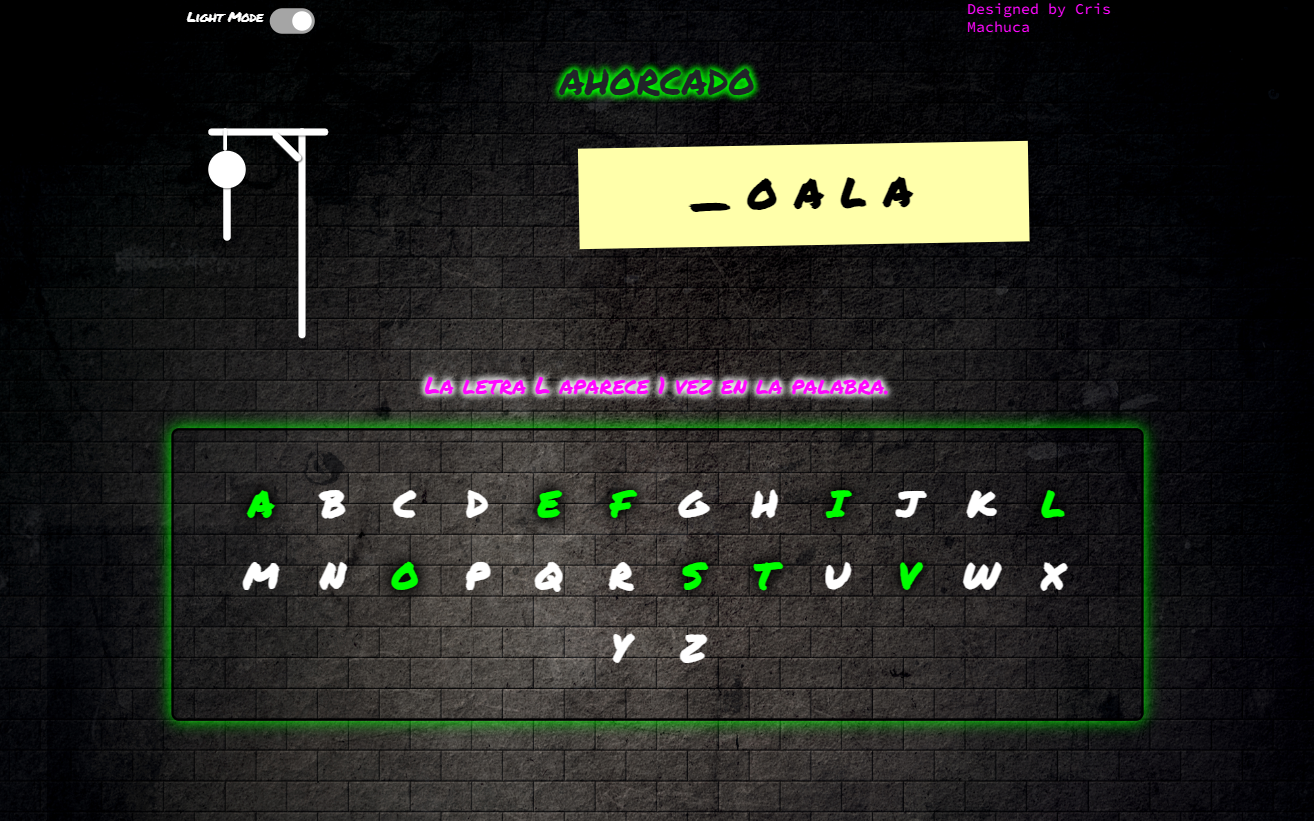 Light Mode
Designed by Cris
Machuca
AHORCADO
_ O A L A
La letra L aparece 1 vez en la palabra.
A B C D E F G H I J K L
M N O P Q R S T U V W X
Y Z